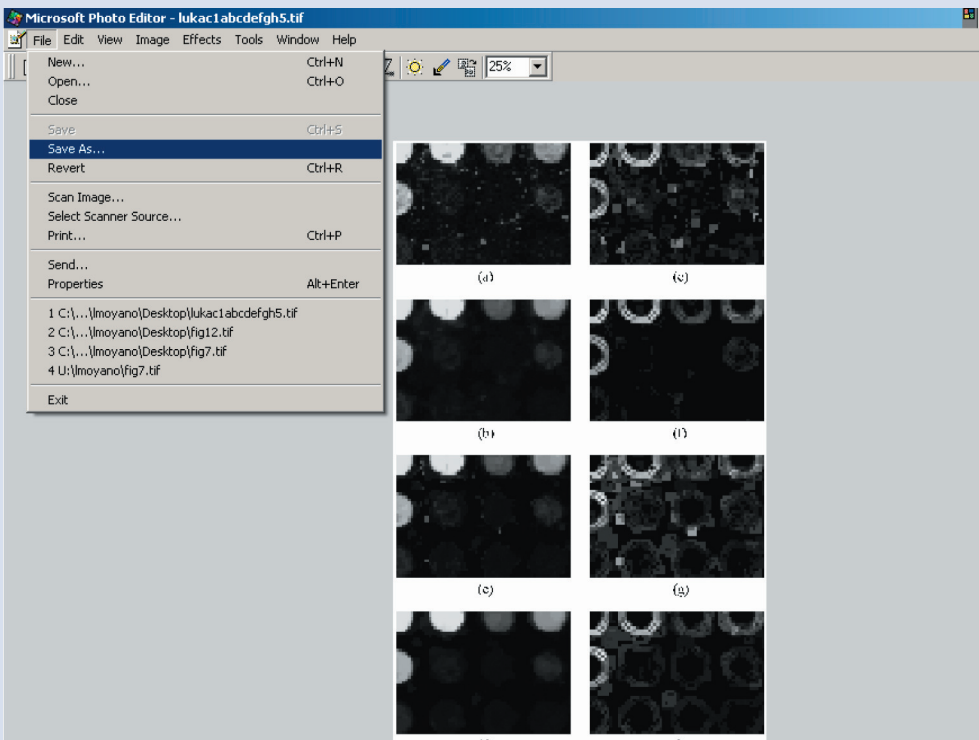 Microsoft Photo Editor - lukac1abcdefgh5.tif
File Edit View Image Effects Tools Window Help
25%
New... Ctrl+N
Open... Ctrl+O
Close
Save Ctrl+S
Save As...
Revert Ctrl+R
Scan Image...
Select Scanner Source...
Print... Ctrl+P
Send...
Properties Alt+Enter
1 C:\...\lmoyano\Desktop\lukac1abcdefgh5.tif
2 C:\...\lmoyano\Desktop\fig12.tif
3 C:\...\lmoyano\Desktop\fig7.tif
4 U:\lmoyano\fig7.tif
Exit
(a) (e)
(b) (f)
(c) (g)